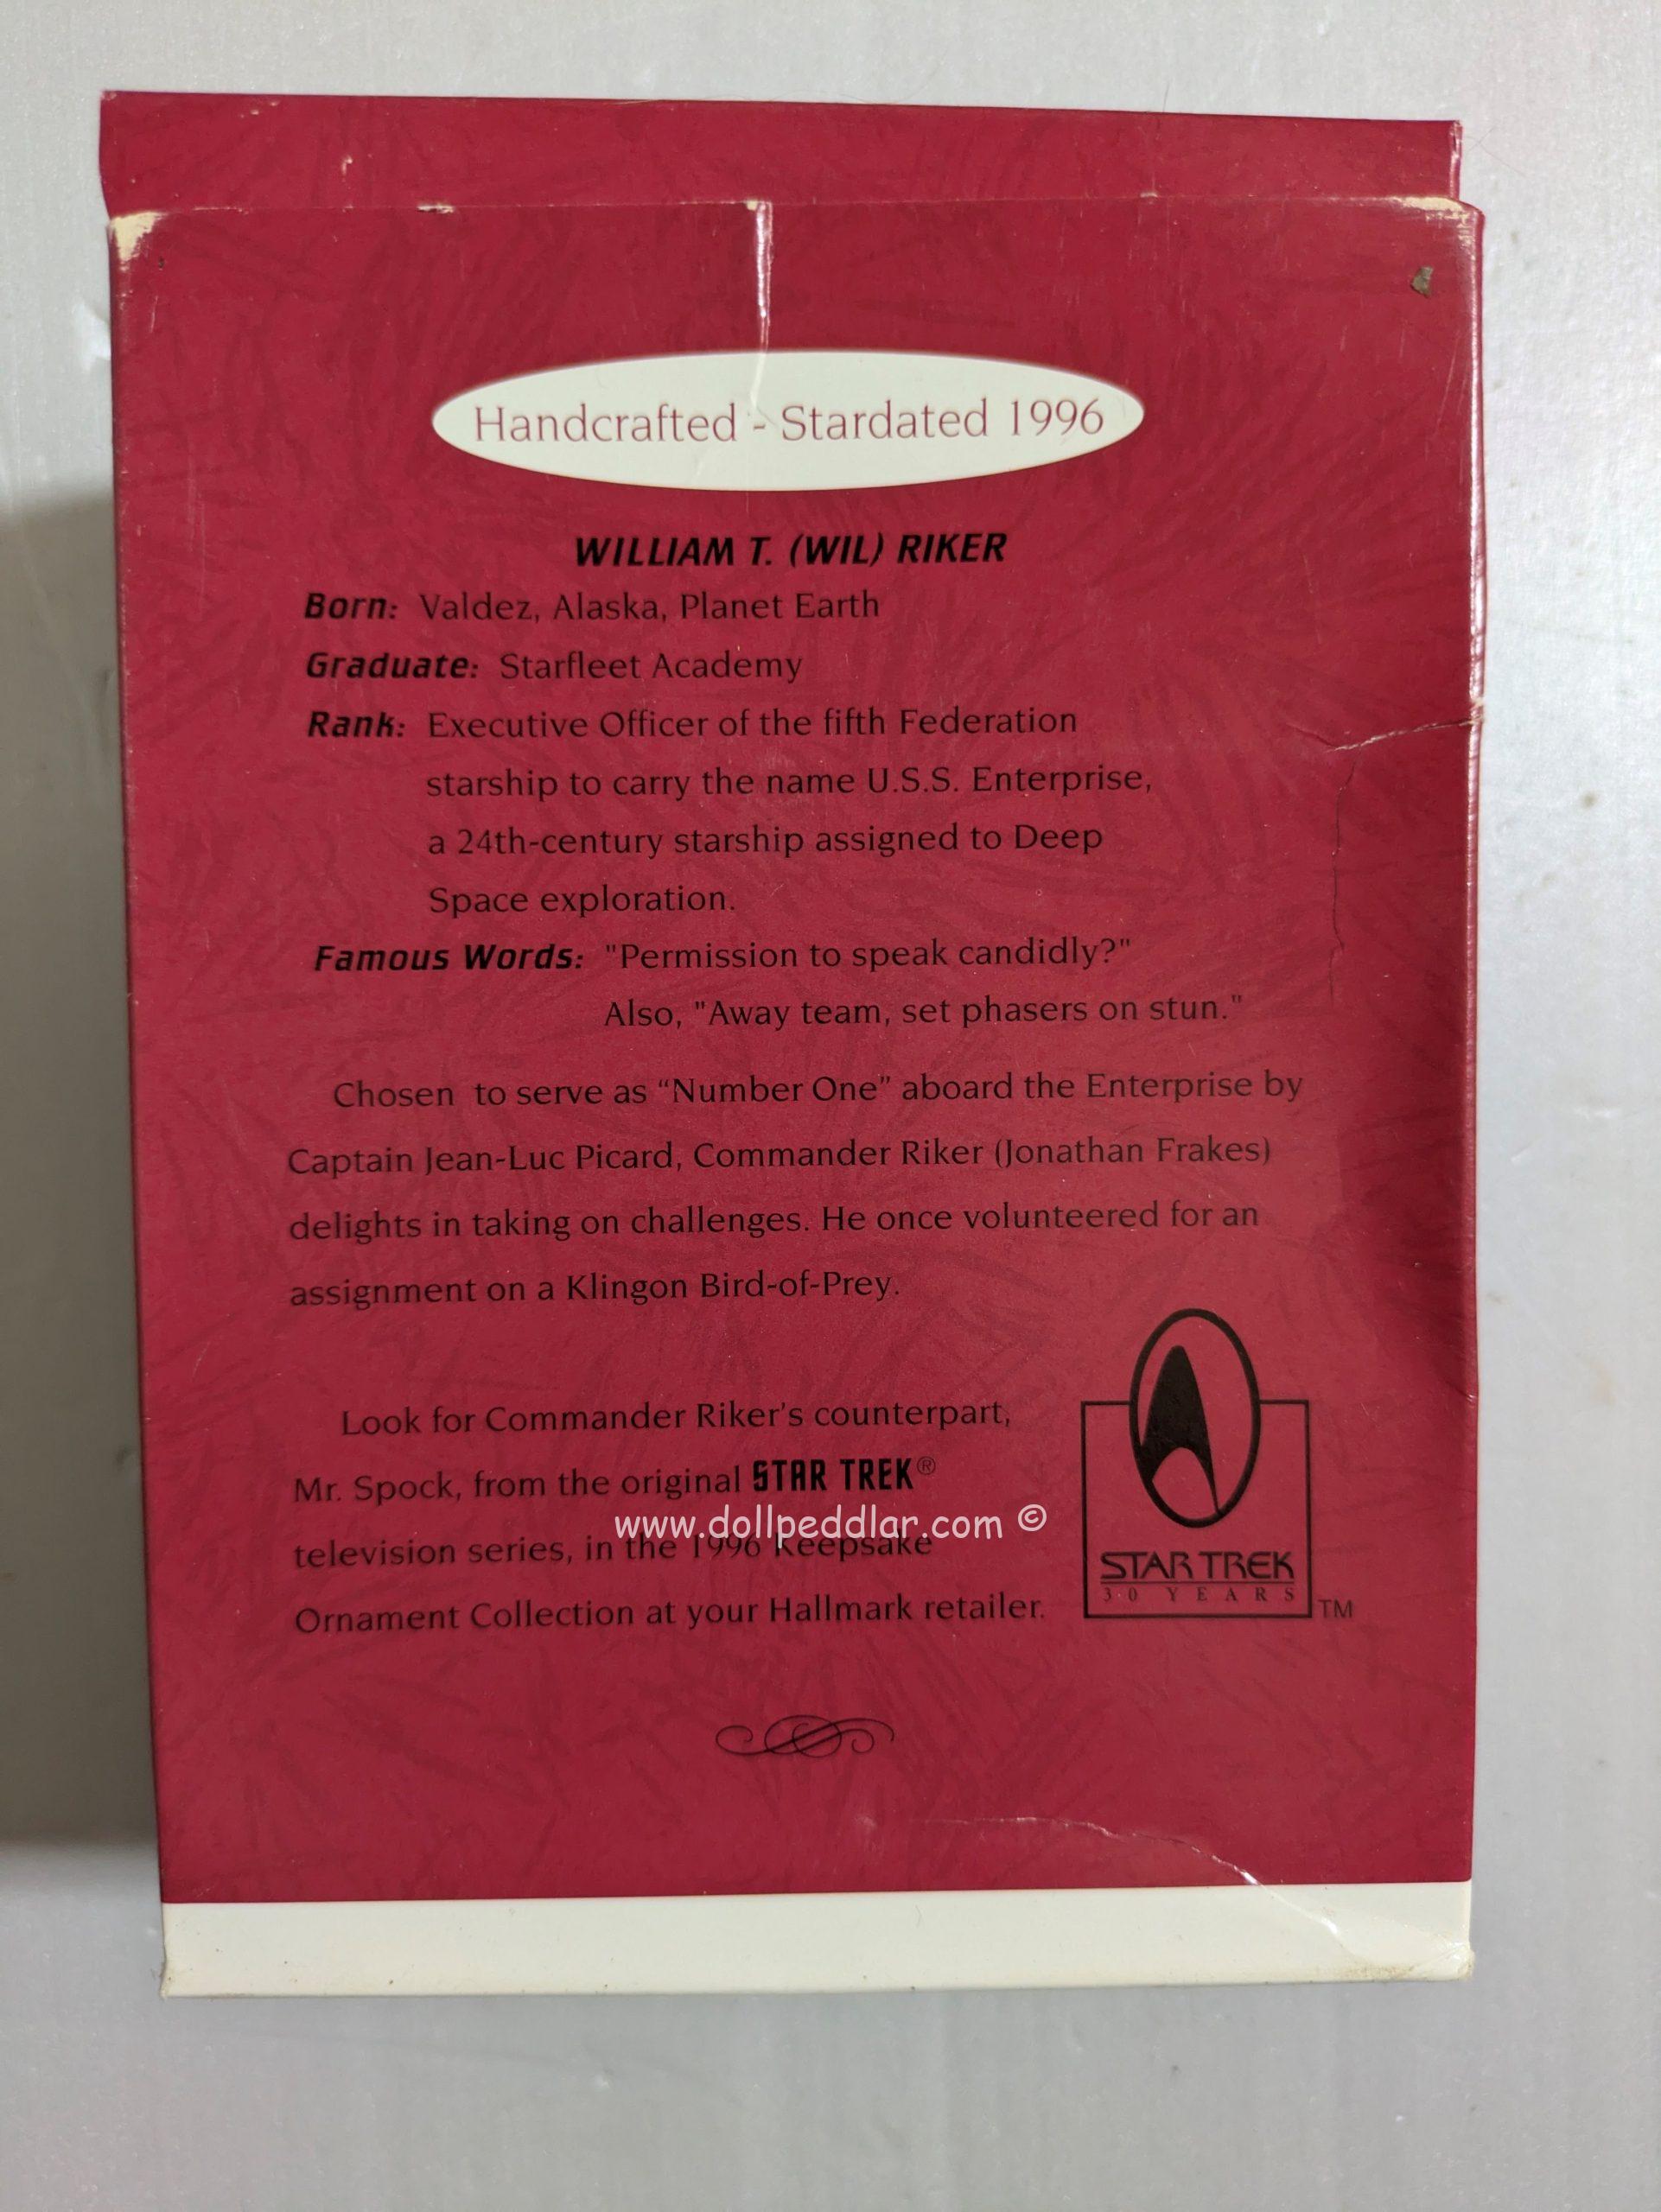 Handcrafted - Stardated 1996
WILLIAM T. (WIL) RIKER
Born: Valdez, Alaska, Planet Earth
Graduate: Starfleet Academy
Rank: Executive Officer of the fifth Federation
starship to carry the name U.S.S. Enterprise,
a 24th-century starship assigned to Deep
Space exploration.
Famous Words: "Permission to speak candidly?"
Also, "Away team, set phasers on stun."
Chosen to serve as “Number One” aboard the Enterprise by
Captain Jean-Luc Picard, Commander Riker (Jonathan Frakes)
delights in taking on challenges. He once volunteered for an
assignment on a Klingon Bird-of-Prey.
Look for Commander Riker's counterpart,
Mr. Spock, from the original STAR TREK®
www.dollpeddlar.com ©
television series, in the 1996 Keepsake
Ornament Collection at your Hallmark retailer.
STAR TREK
30 YEARS TM